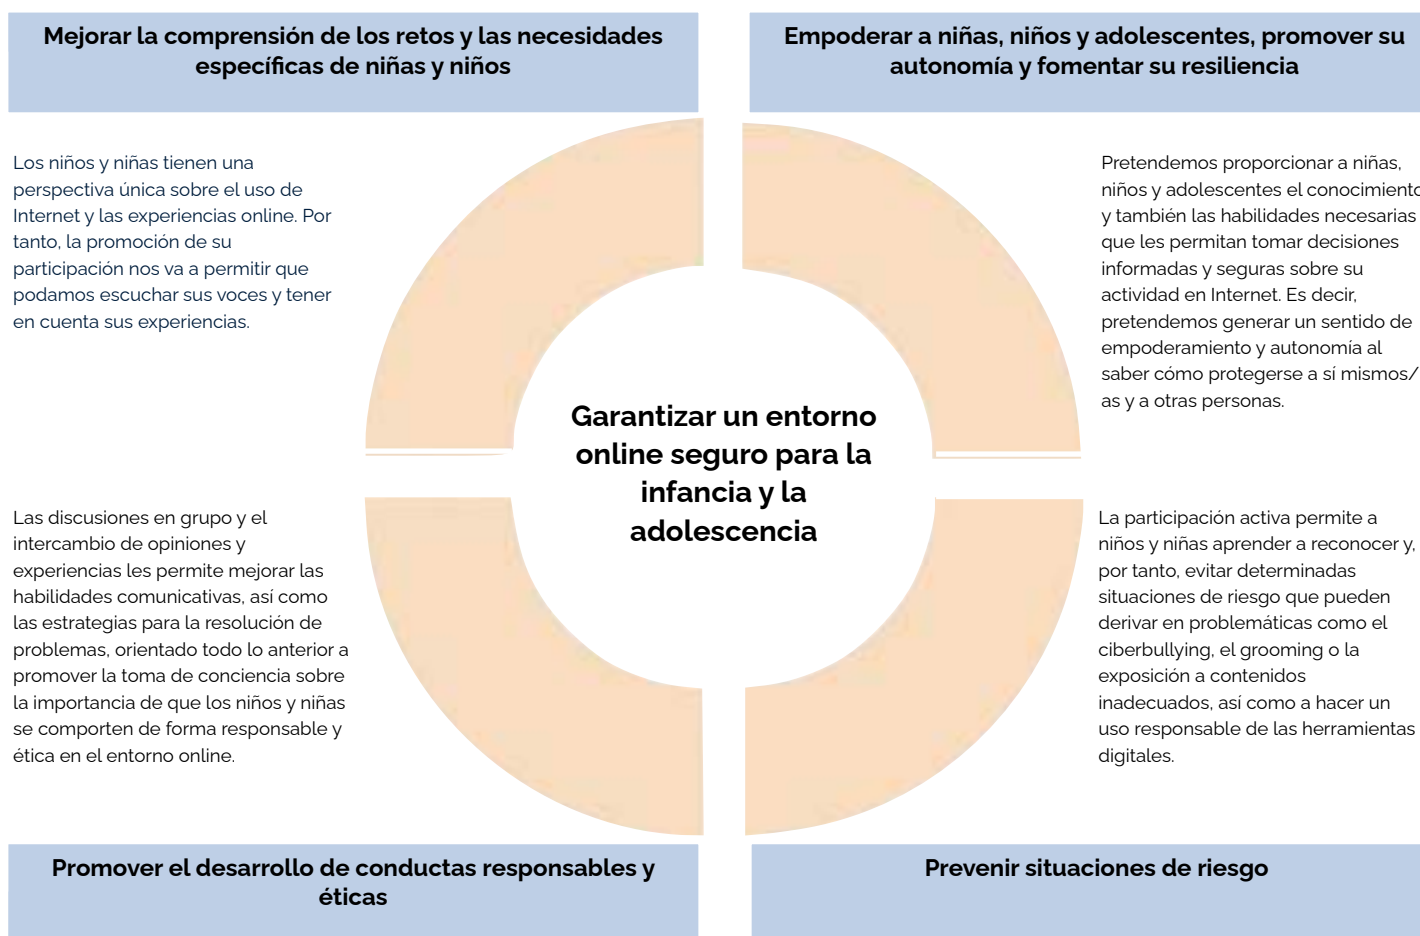 Mejorar la comprensión de los retos y las necesidades
específicas de niñas y niños
Empoderar a niñas, niños y adolescentes, promover su
autonomía y fomentar su resiliencia
Los niños y niñas tienen una
perspectiva única sobre el uso de
Internet y las experiencias online. Por
tanto, la promoción de su
participación nos va a permitir que
podamos escuchar sus voces y tener
en cuenta sus experiencias.
Pretendemos proporcionar a niñas,
niños y adolescentes el conocimiento
y también las habilidades necesarias
que les permitan tomar decisiones
informadas y seguras sobre su
actividad en Internet. Es decir,
pretendemos generar un sentido de
empoderamiento y autonomía al
saber cómo protegerse a sí mismos/
as y a otras personas.
Garantizar un entorno
online seguro para la
infancia y la
adolescencia
Las discusiones en grupo y el
intercambio de opiniones y
experiencias les permite mejorar las
habilidades comunicativas, así como
las estrategias para la resolución de
problemas, orientado todo lo anterior a
promover la toma de conciencia sobre
la importancia de que los niños y niñas
se comporten de forma responsable y
ética en el entorno online.
La participación activa permite a
niños y niñas aprender a reconocer y,
por tanto, evitar determinadas
situaciones de riesgo que pueden
derivar en problemáticas como el
ciberbullying, el grooming o la
exposición a contenidos
inadecuados, así como a hacer un
uso responsable de las herramientas
digitales.
Promover el desarrollo de conductas responsables y
éticas
Prevenir situaciones de riesgo